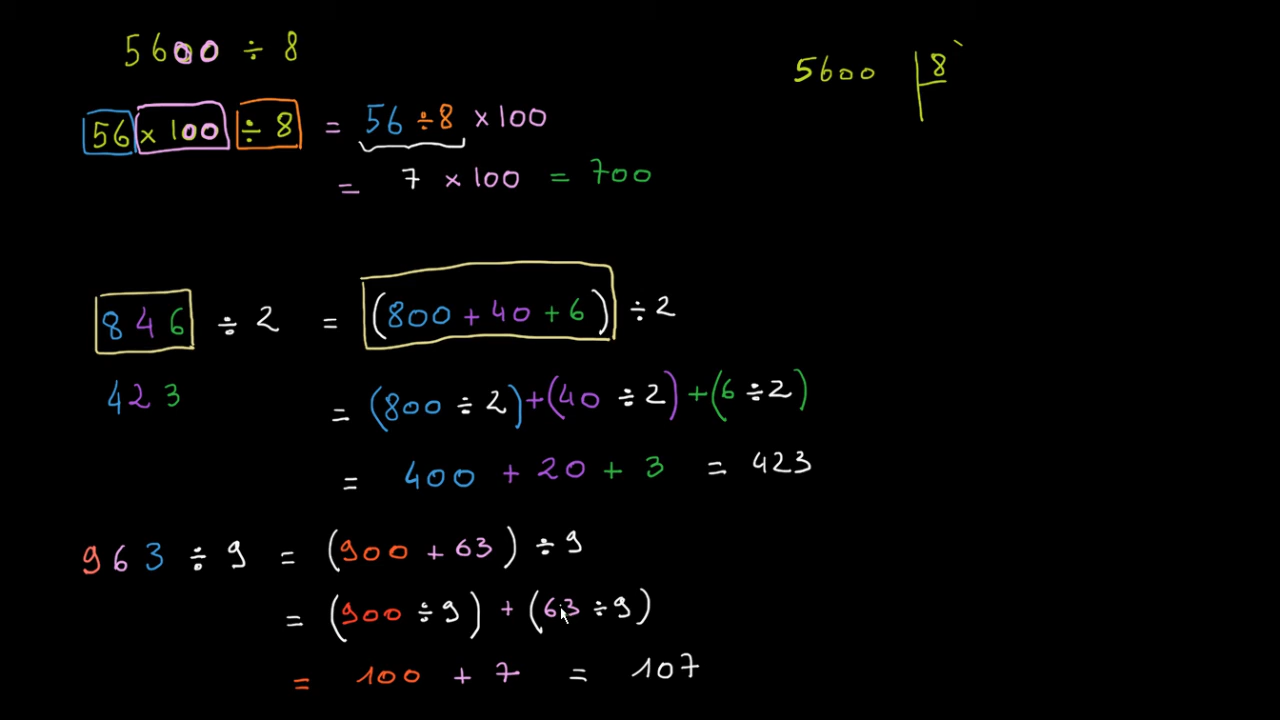 5600 ÷ 8
5600 8
56 × 100 ÷ 8 = 56 ÷ 8 × 100
= 7 × 100 = 700
846 ÷ 2 = (800 + 40 + 6) ÷ 2
423 = (800 ÷ 2) + (40 ÷ 2) + (6 ÷ 2)
= 400 + 20 + 3 = 423
963 ÷ 9 = (900 + 63) ÷ 9
= (900 ÷ 9) + (63 ÷ 9)
= 100 + 7 = 107